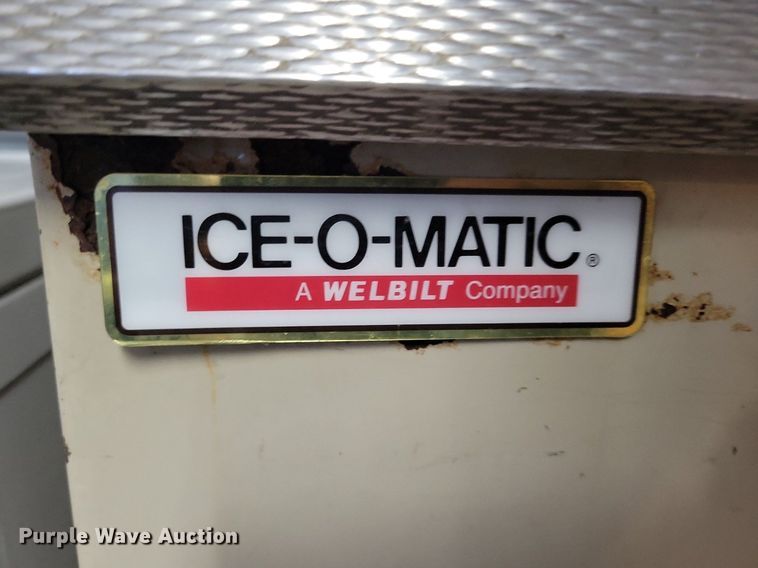 ICE-O-MATIC®
A WELBILT Company
Purple Wave Auction